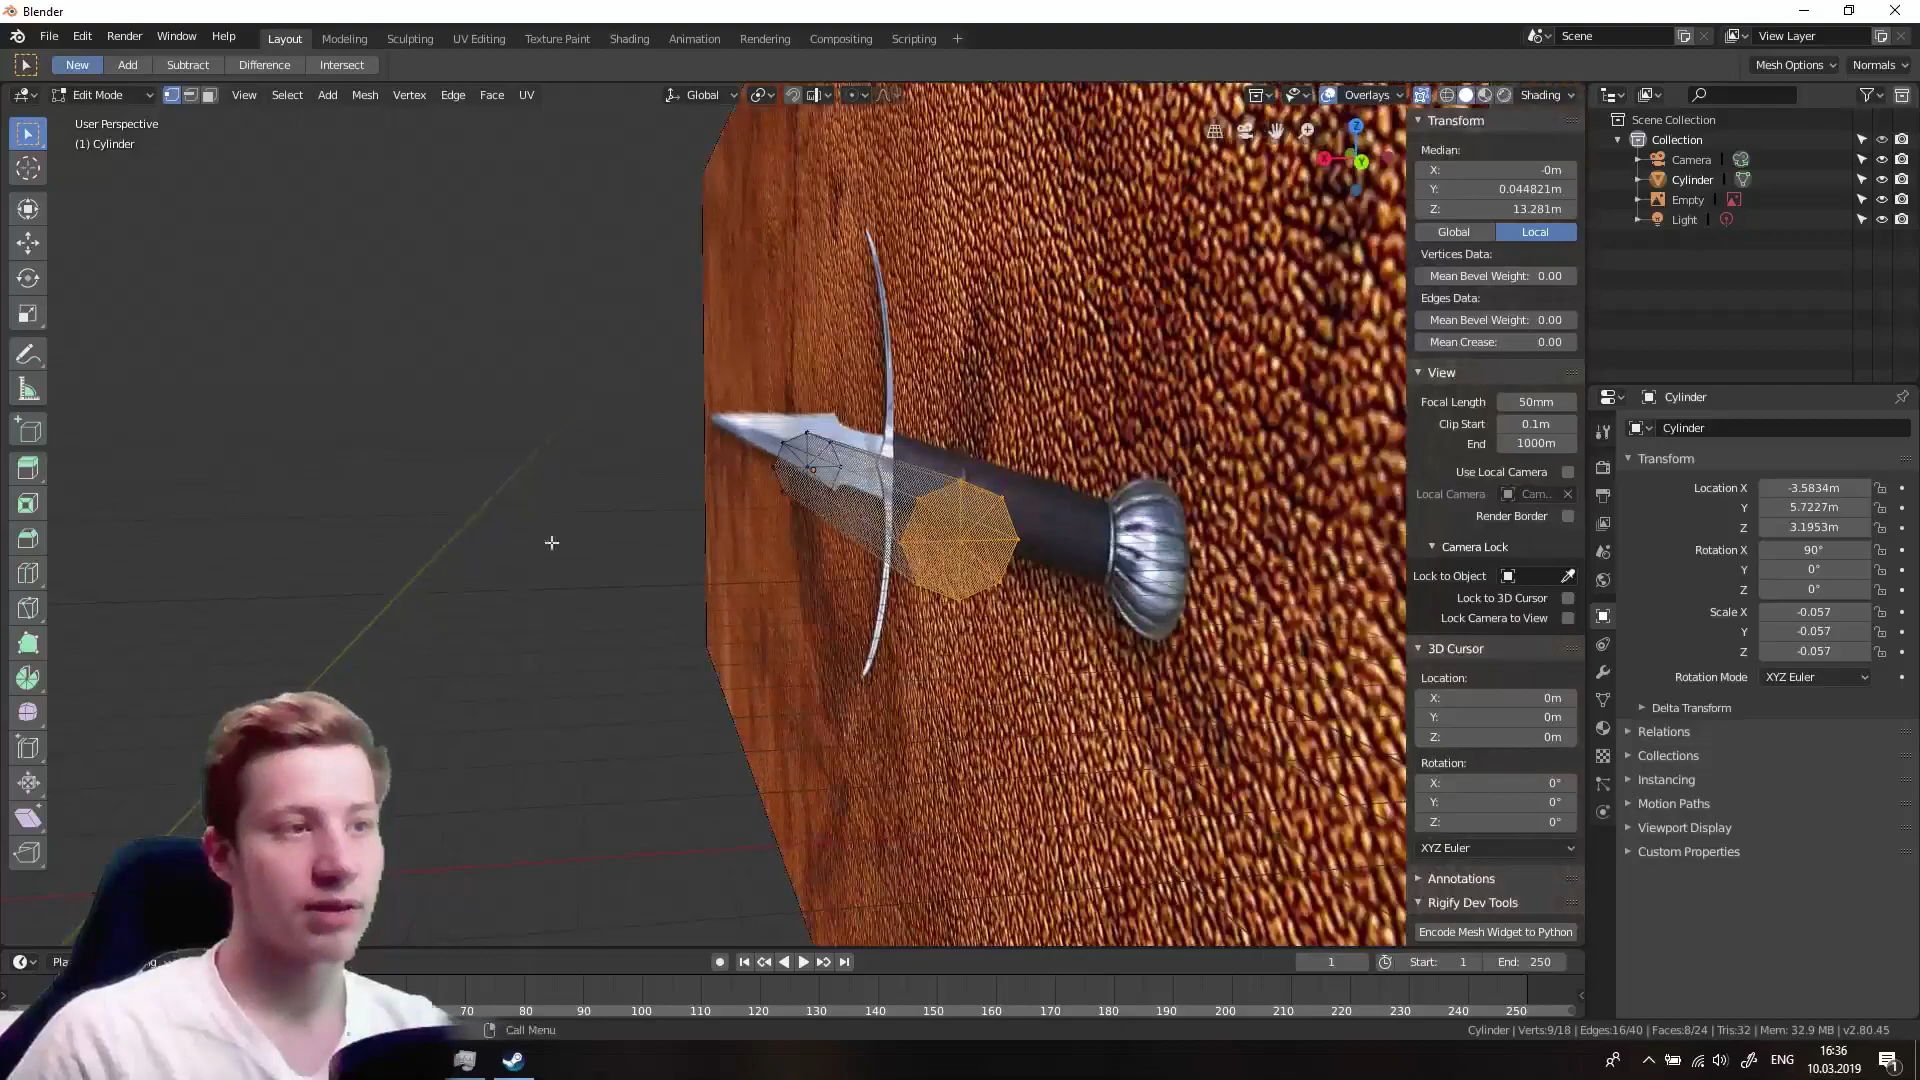 Blender
File Edit Render Window Help Layout Modeling Sculpting UV Editing Texture Paint Shading Animation Rendering Compositing Scripting + Scene View Layer
New Add Subtract Difference Intersect Mesh Options Normals
Edit Mode View Select Add Mesh Vertex Edge Face UV Global Overlays Shading
User Perspective
(1) Cylinder
Transform
Median:
X: -0m
Y: 0.044821m
Z: 13.281m
Global Local
Vertices Data:
Mean Bevel Weight: 0.00
Edges Data:
Mean Bevel Weight: 0.00
Mean Crease: 0.00
View
Focal Length 50mm
Clip Start 0.1m
End 1000m
Use Local Camera
Local Camera Cam..
Render Border
Camera Lock
Lock to Object
Lock to 3D Cursor
Lock Camera to View
3D Cursor
Location:
X: 0m
Y: 0m
Z: 0m
Rotation:
X: 0°
Y: 0°
Z: 0°
XYZ Euler
Annotations
Rigify Dev Tools
Encode Mesh Widget to Python
Scene Collection
Collection
Camera
Cylinder
Empty
Light
Cylinder
Cylinder
Transform
Location X -3.5834m
Y 5.7227m
Z 3.1953m
Rotation X 90°
Y 0°
Z 0°
Scale X -0.057
Y -0.057
Z -0.057
Rotation Mode XYZ Euler
Delta Transform
Relations
Collections
Instancing
Motion Paths
Viewport Display
Custom Properties
1 Start: 1 End: 250
70 80 90 100 110 120 130 140 150 160 170 180 190 200 210 220 230 240 250
Call Menu Cylinder | Verts:9/18 | Edges:16/40 | Faces:8/24 | Tris:32 | Mem: 32.9 MB | v2.80.45
ENG 16:36
10.03.2019
X
Y
Z